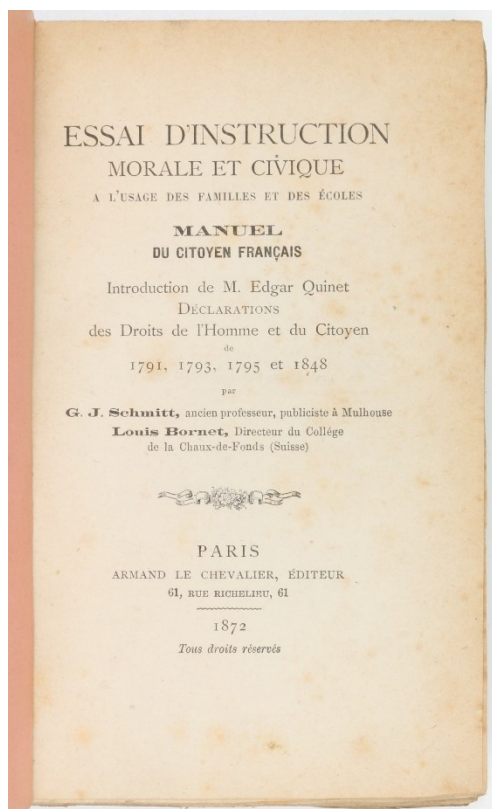 ESSAI D'INSTRUCTION
MORALE ET CIVIQUE
A L'USAGE DES FAMILLES ET DES ÉCOLES
MANUEL
DU CITOYEN FRANÇAIS
Introduction de M. Edgar Quinet
DÉCLARATIONS
des Droits de l'Homme et du Citoyen
de
1791, 1793, 1795 et 1848
par
G. J. Schmitt, ancien professeur, publiciste à Mulhouse
Louis Bornet, Directeur du Collége
de la Chaux-de-Fonds (Suisse)
PARIS
ARMAND LE CHEVALIER, ÉDITEUR
61, RUE RICHELIEU, 61
1872
Tous droits réservés